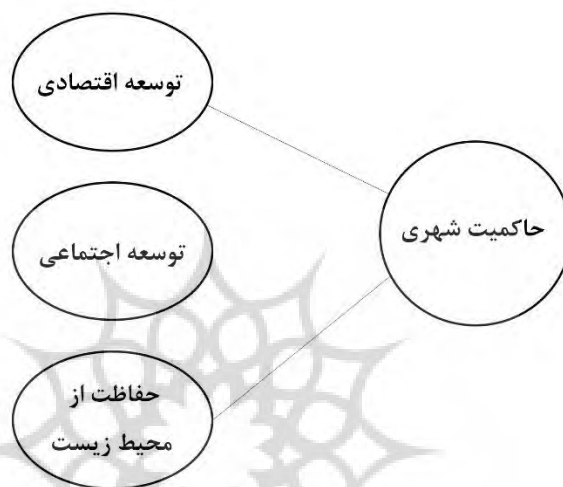 توسعه اقتصادی
حاکمیت شهری
توسعه اجتماعی
حفاظت از
محیط زیست